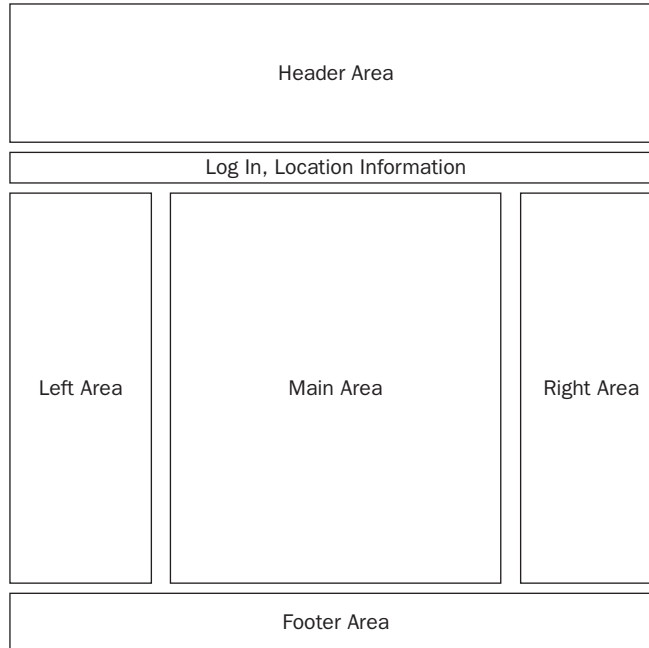 Header Area
Log In, Location Information
Left Area
Main Area
Right Area
Footer Area